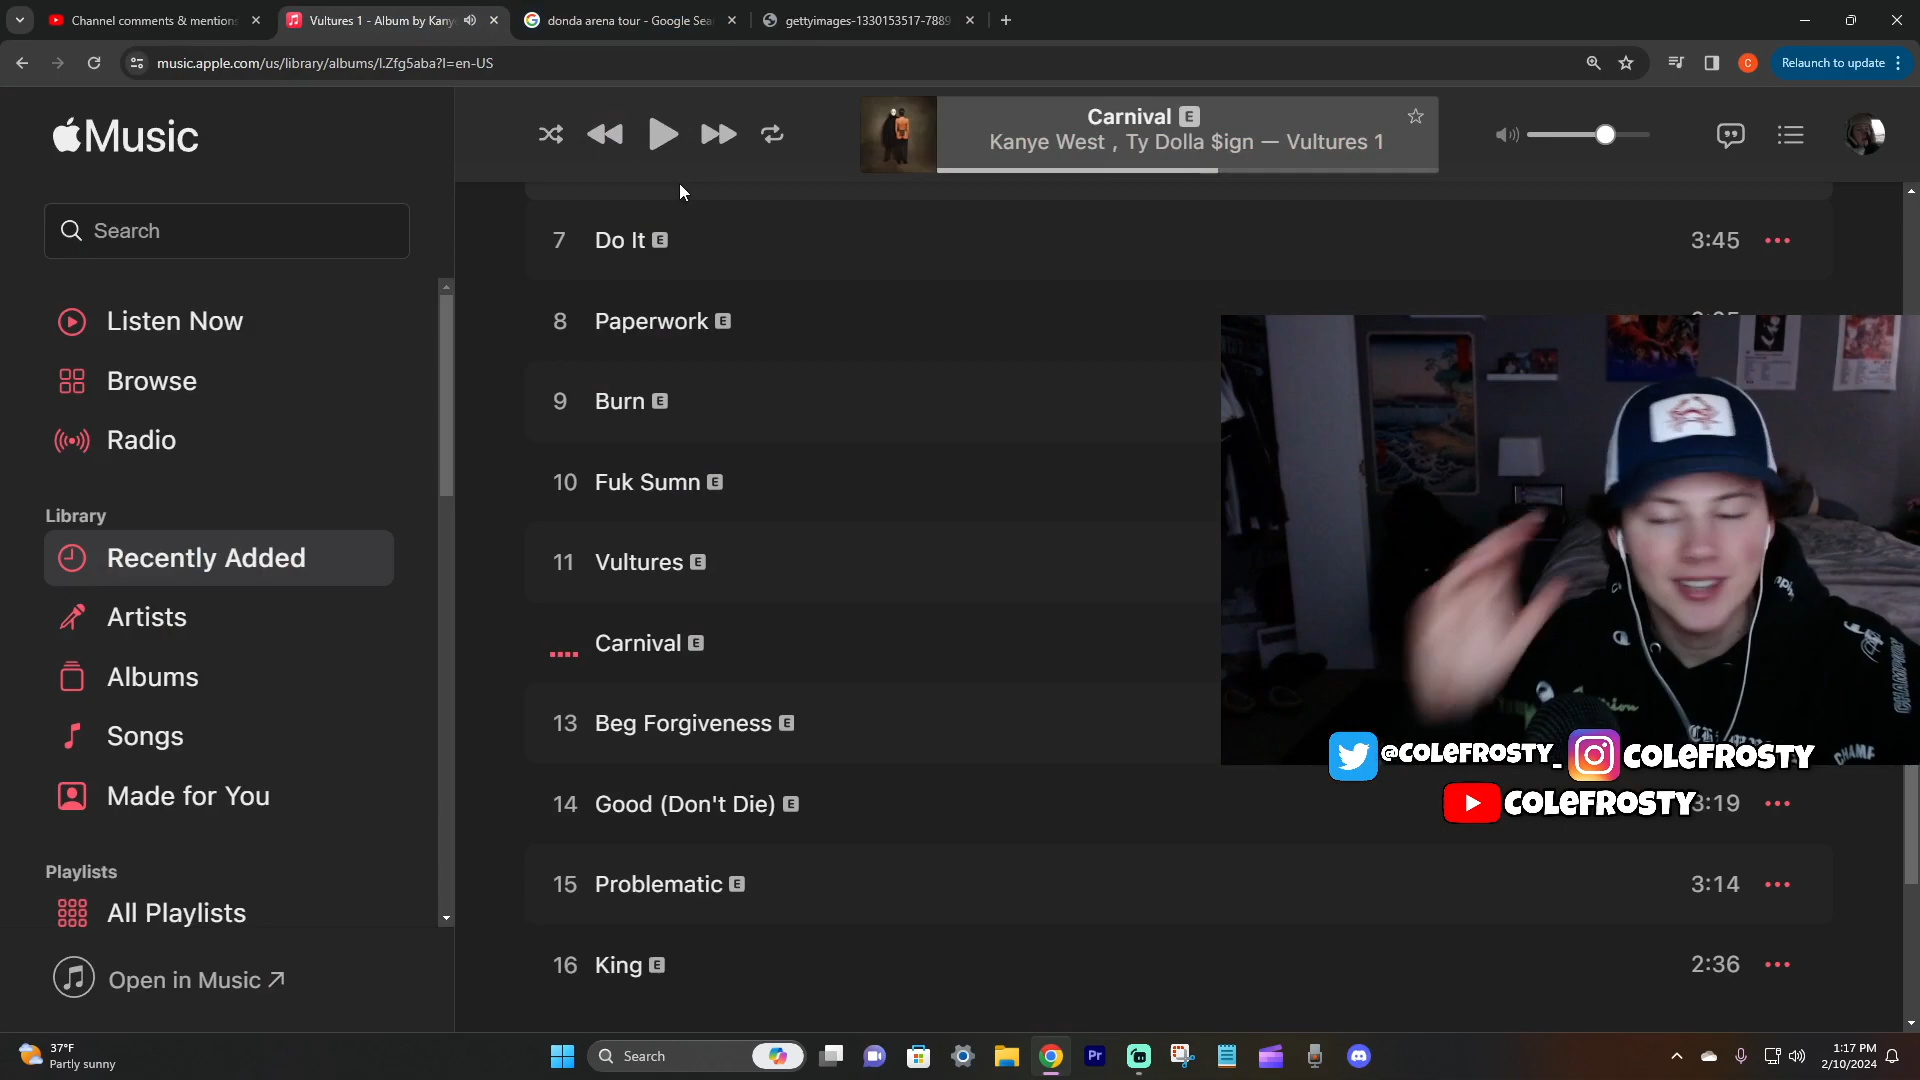 Channel comments & mentions
Vultures 1 - Album by Kany
donda arena tour - Google Sea
gettyimages-1330153517-7889
music.apple.com/us/library/albums/l.Zfg5aba?l=en-US
C
Relaunch to update
Music
Carnival E
Kanye West , Ty Dolla $ign — Vultures 1
Search
Listen Now
Browse
Radio
Library
Recently Added
Artists
Albums
Songs
Made for You
Playlists
All Playlists
Open in Music
7 Do It E 3:45
8 Paperwork E
9 Burn E
10 Fuk Sumn E
11 Vultures E
Carnival E
13 Beg Forgiveness E
14 Good (Don't Die) E 3:19
15 Problematic E 3:14
16 King E 2:36
@COLEFROSTY_ COLEFROSTY
COLEFROSTY
37°F
Partly sunny
Search
Pr
1:17 PM
2/10/2024